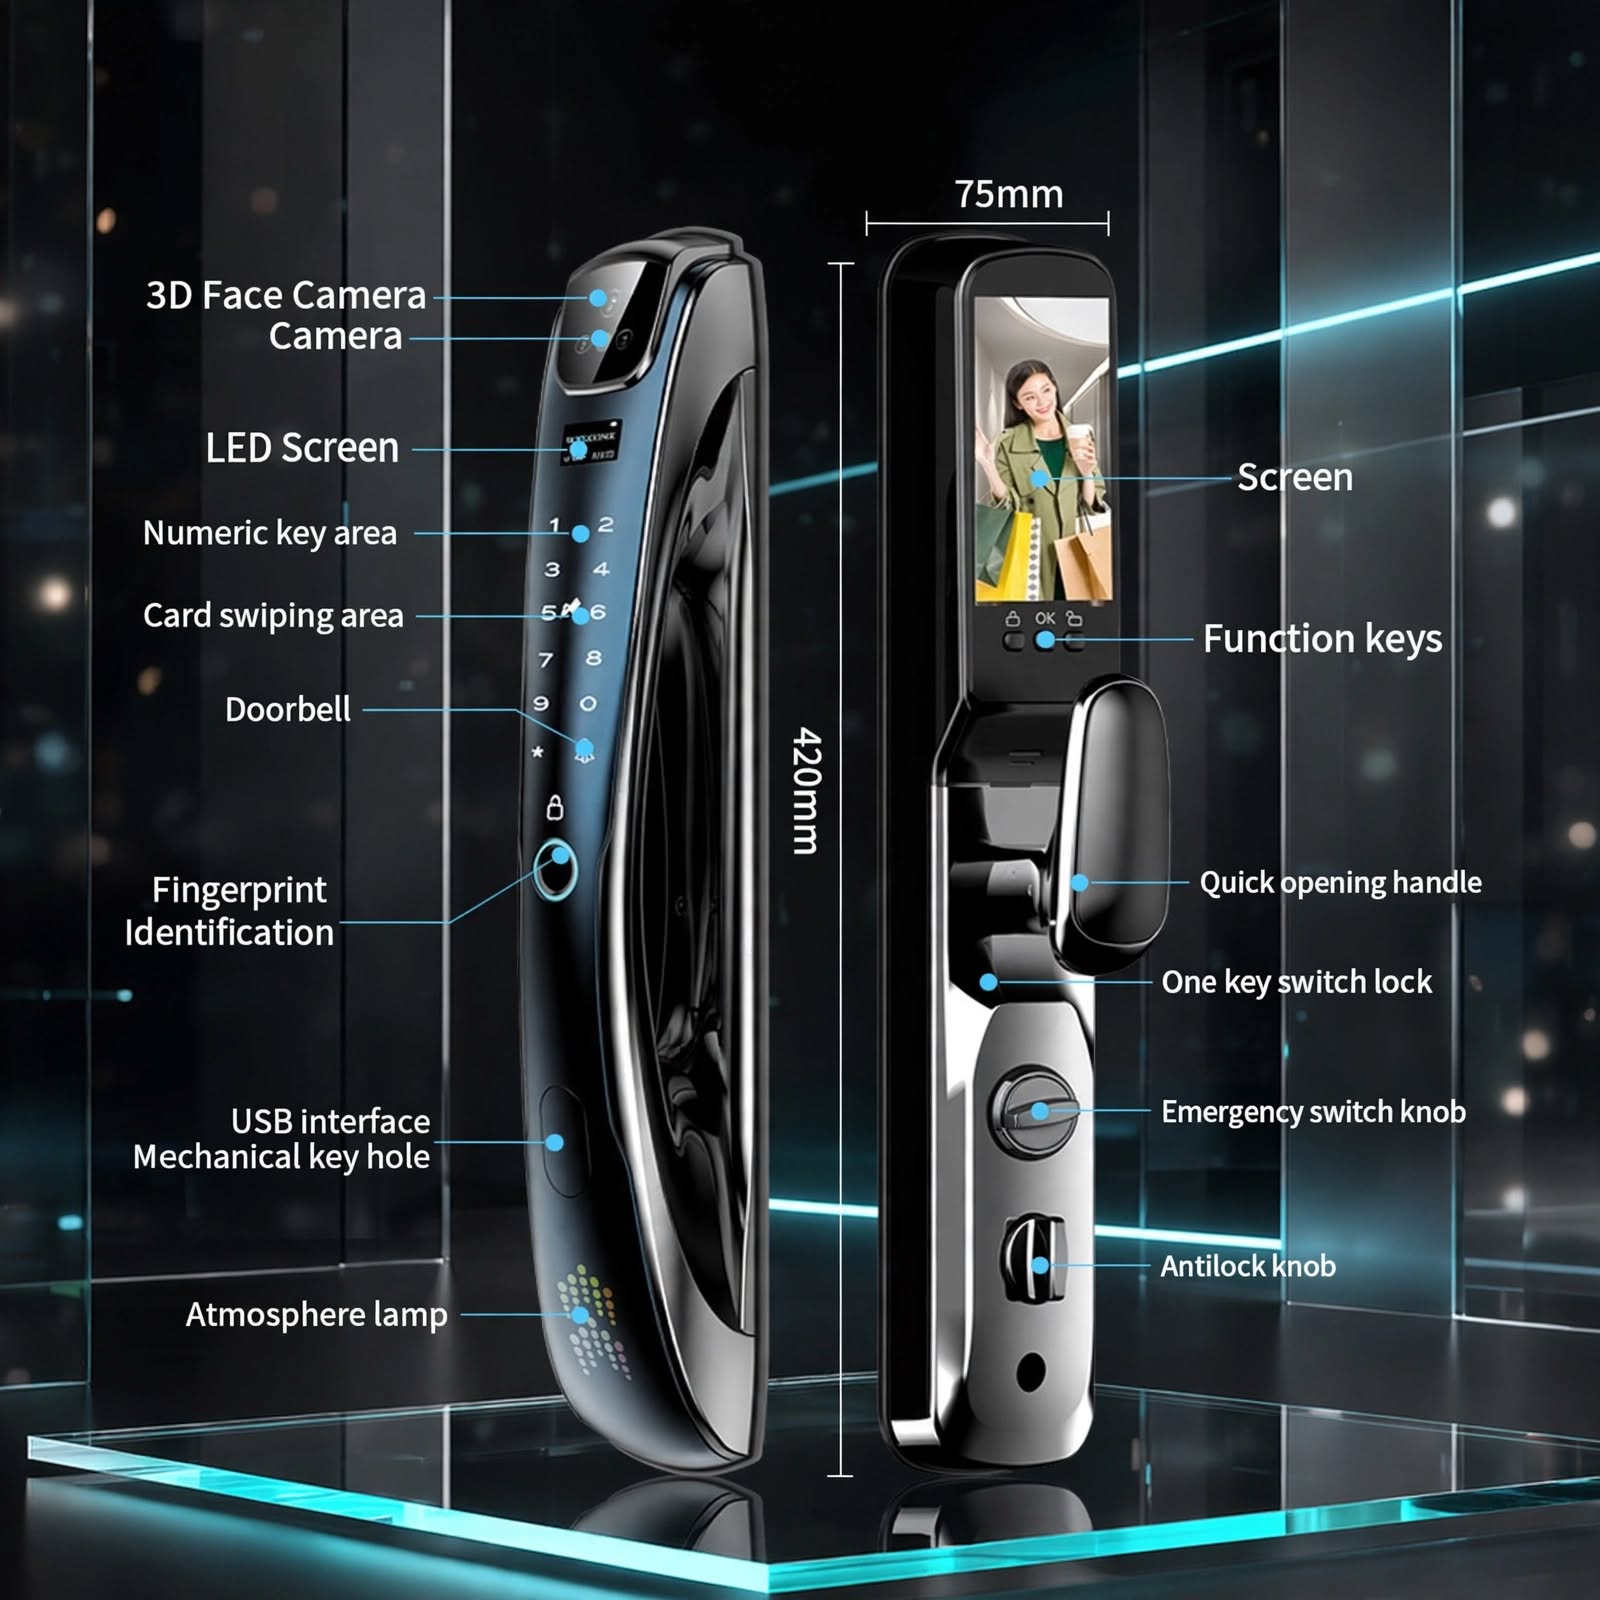 75mm
3D Face Camera
Camera
LED Screen
Numeric key area
Card swiping area
Doorbell
Fingerprint
Identification
USB interface
Mechanical key hole
Atmosphere lamp
1 2
3 4
5 6
7 8
9 0
*
420mm
OK
Screen
Function keys
Quick opening handle
One key switch lock
Emergency switch knob
Antilock knob